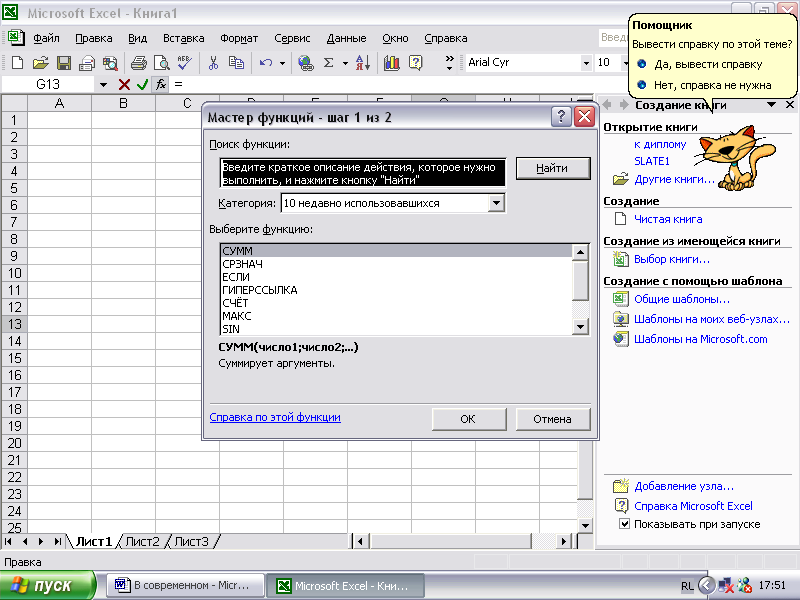 Microsoft Excel - Книга1
Файл Правка Вид Вставка Формат Сервис Данные Окно Справка
Arial Cyr 10
G13 fx =
A B C
1
2
3
4
5
6
7
8
9
10
11
12
13
14
15
16
17
18
19
20
21
22
23
24
25
Мастер функций - шаг 1 из 2
Поиск функции:
Введите краткое описание действия, которое нужно
выполнить, и нажмите кнопку "Найти"
Найти
Категория: 10 недавно использовавшихся
Выберите функцию:
СУММ
СРЗНАЧ
ЕСЛИ
ГИПЕРССЫЛКА
СЧЁТ
МАКС
SIN
СУММ(число1;число2;...)
Суммирует аргументы.
Справка по этой функции
ОК Отмена
Помощник
Вывести справку по этой теме?
Да, вывести справку
Нет, справка не нужна
Создание книги
Открытие книги
к диплому
SLATE1
Другие книги...
Создание
Чистая книга
Создание из имеющейся книги
Выбор книги...
Создание с помощью шаблона
Общие шаблоны...
Шаблоны на моих веб-узлах...
Шаблоны на Microsoft.com
Добавление узла...
Справка Microsoft Excel
Показывать при запуске
Лист1 Лист2 Лист3
Правка
пуск
В современном - Micr...
Microsoft Excel - Кни...
RL 17:51